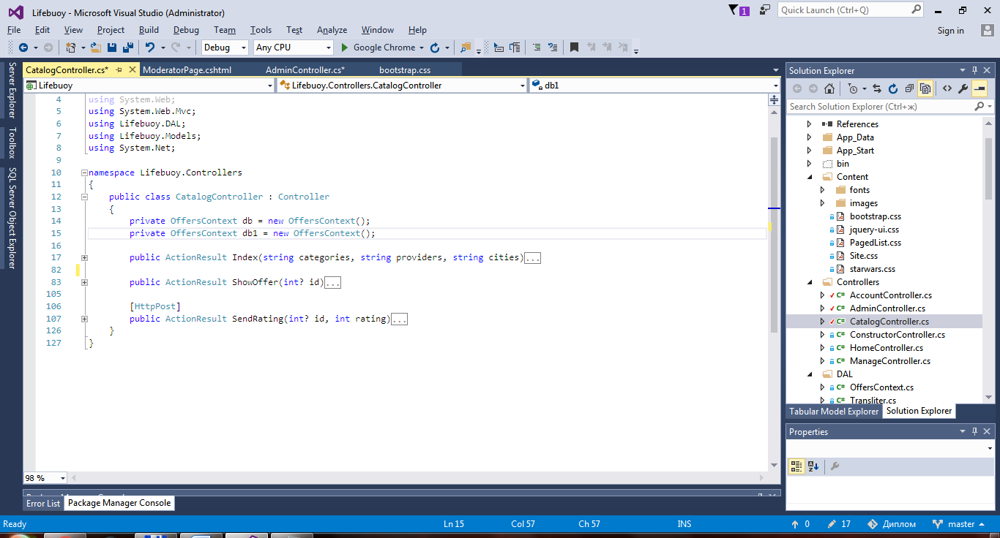 Lifebuoy - Microsoft Visual Studio (Administrator)
1
Quick Launch (Ctrl+Q)
File Edit View Project Build Debug Team Tools Test Analyze Window Help
Sign in
Debug Any CPU Google Chrome
CatalogController.cs* ModeratorPage.cshtml AdminController.cs* bootstrap.css
Lifebuoy Lifebuoy.Controllers.CatalogController db1
Server Explorer
Toolbox
SQL Server Object Explorer
4 using System.Web;
5 using System.Web.Mvc;
6 using Lifebuoy.DAL;
7 using Lifebuoy.Models;
8 using System.Net;
9
10 namespace Lifebuoy.Controllers
11 {
12 public class CatalogController : Controller
13 {
14 private OffersContext db = new OffersContext();
15 private OffersContext db1 = new OffersContext();
16
17 public ActionResult Index(string categories, string providers, string cities)...
82
83 public ActionResult ShowOffer(int? id)...
105
106 [HttpPost]
107 public ActionResult SendRating(int? id, int rating)...
126 }
127 }
98 %
Error List Package Manager Console
Solution Explorer
Search Solution Explorer (Ctrl+ж)
References
App_Data
App_Start
bin
Content
fonts
images
bootstrap.css
jquery-ui.css
PagedList.css
Site.css
starwars.css
Controllers
AccountController.cs
AdminController.cs
CatalogController.cs
ConstructorController.cs
HomeController.cs
ManageController.cs
DAL
OffersContext.cs
Transliter.cs
Tabular Model Explorer Solution Explorer
Properties
Ready Ln 15 Col 57 Ch 57 INS 0 17 Диплом master